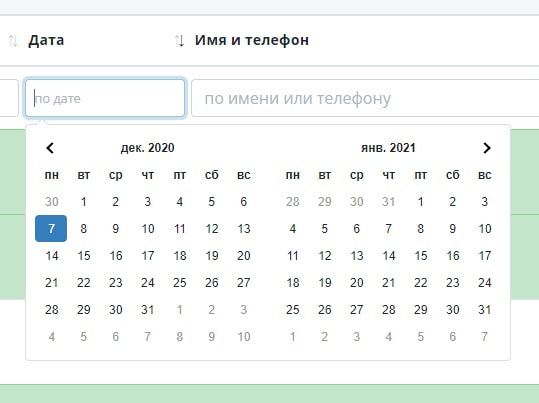 Дата Имя и телефон
по дате по имени или телефону
дек. 2020 янв. 2021
пн вт ср чт пт сб вс пн вт ср чт пт сб вс
30 1 2 3 4 5 6 28 29 30 31 1 2 3
7 8 9 10 11 12 13 4 5 6 7 8 9 10
14 15 16 17 18 19 20 11 12 13 14 15 16 17
21 22 23 24 25 26 27 18 19 20 21 22 23 24
28 29 30 31 1 2 3 25 26 27 28 29 30 31
4 5 6 7 8 9 10 1 2 3 4 5 6 7